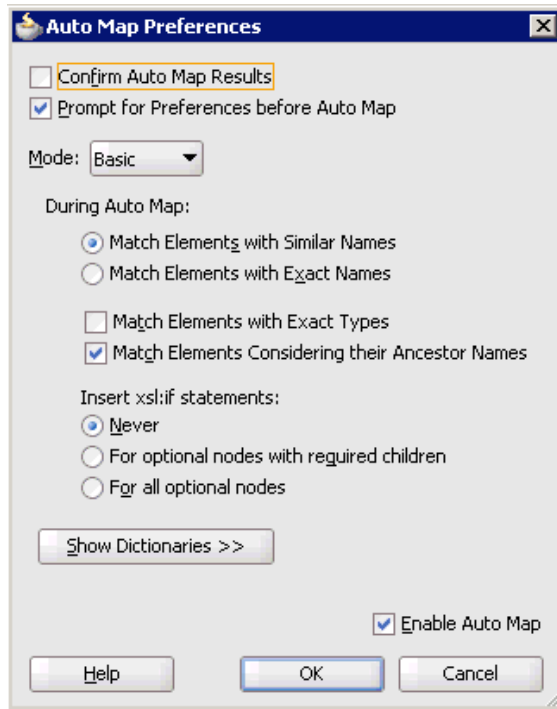 Auto Map Preferences
Confirm Auto Map Results
Prompt for Preferences before Auto Map
Mode: Basic
During Auto Map:
Match Elements with Similar Names
Match Elements with Exact Names
Match Elements with Exact Types
Match Elements Considering their Ancestor Names
Insert xsl:if statements:
Never
For optional nodes with required children
For all optional nodes
Show Dictionaries >>
Enable Auto Map
Help OK Cancel